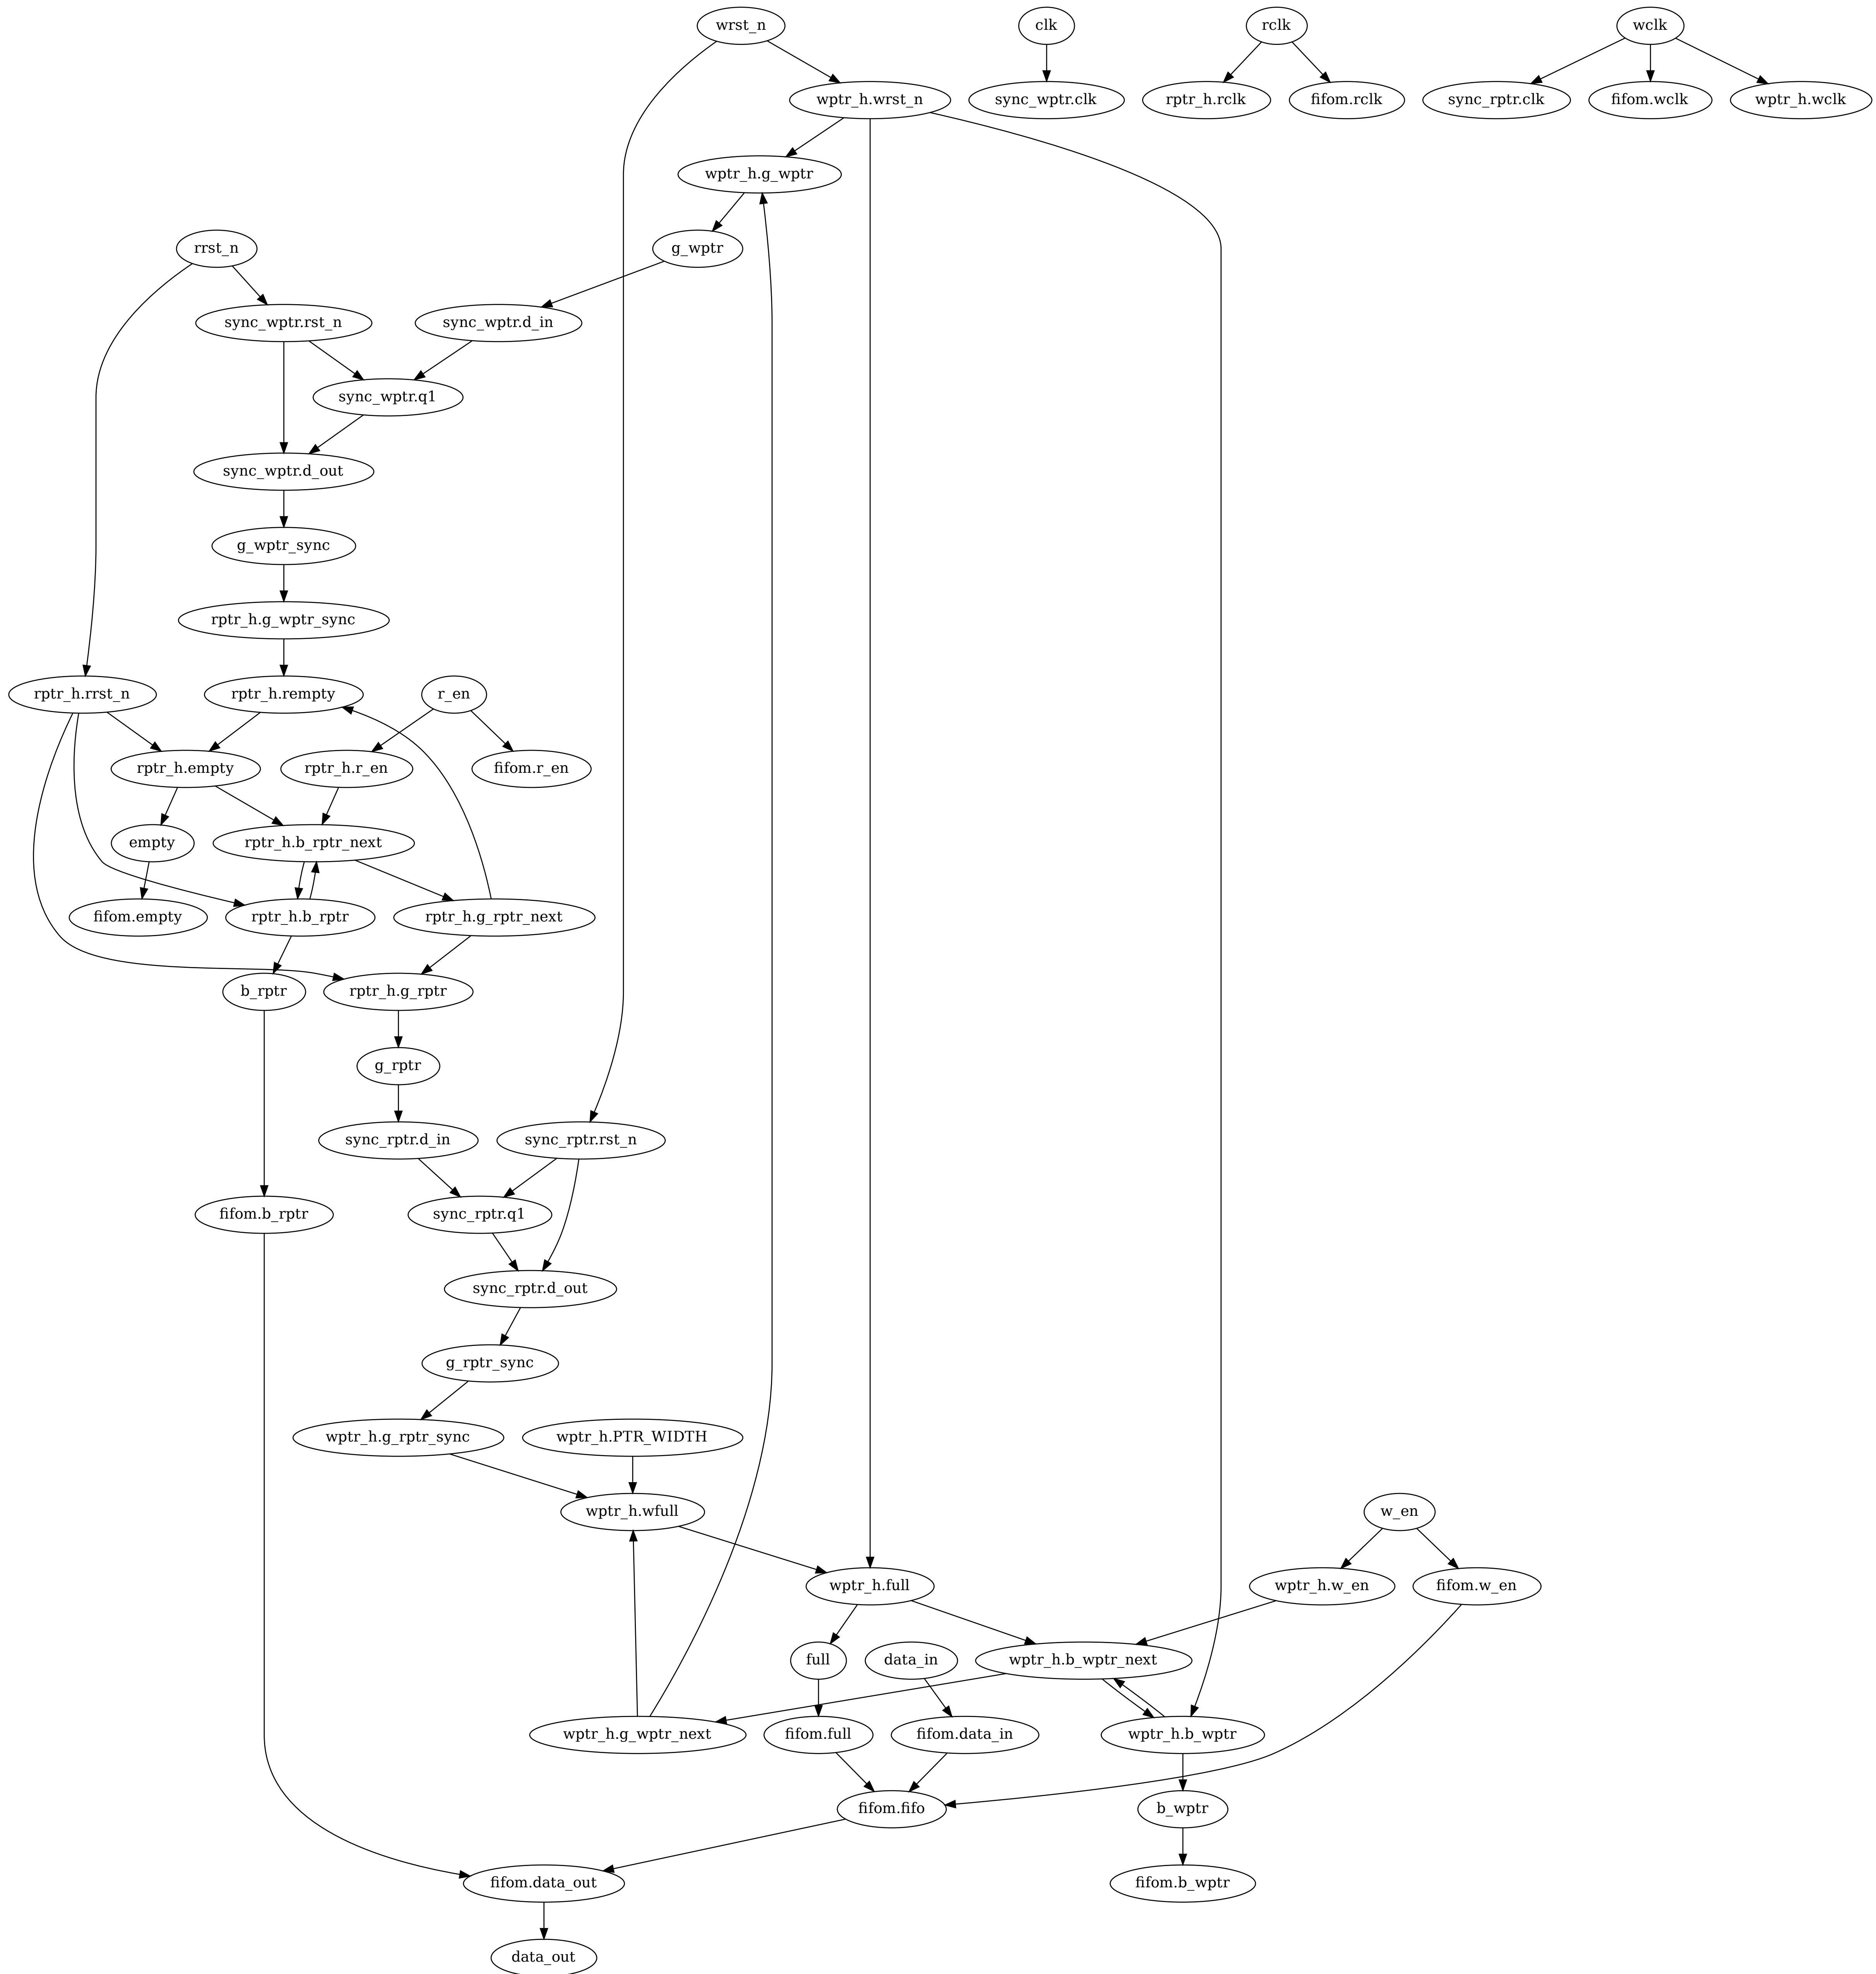 wrst_n
clk
rclk
wclk
wptr_h.wrst_n
sync_wptr.clk
rptr_h.rclk
fifom.rclk
sync_rptr.clk
fifom.wclk
wptr_h.wclk
wptr_h.g_wptr
rrst_n
g_wptr
sync_wptr.rst_n
sync_wptr.d_in
sync_wptr.q1
sync_wptr.d_out
g_wptr_sync
rptr_h.g_wptr_sync
rptr_h.rrst_n
rptr_h.rempty
r_en
rptr_h.empty
rptr_h.r_en
fifom.r_en
empty
rptr_h.b_rptr_next
fifom.empty
rptr_h.b_rptr
rptr_h.g_rptr_next
b_rptr
rptr_h.g_rptr
g_rptr
sync_rptr.d_in
sync_rptr.rst_n
fifom.b_rptr
sync_rptr.q1
sync_rptr.d_out
g_rptr_sync
wptr_h.g_rptr_sync
wptr_h.PTR_WIDTH
wptr_h.wfull
w_en
wptr_h.full
wptr_h.w_en
fifom.w_en
full
data_in
wptr_h.b_wptr_next
wptr_h.g_wptr_next
fifom.full
fifom.data_in
wptr_h.b_wptr
fifom.fifo
b_wptr
fifom.data_out
fifom.b_wptr
data_out